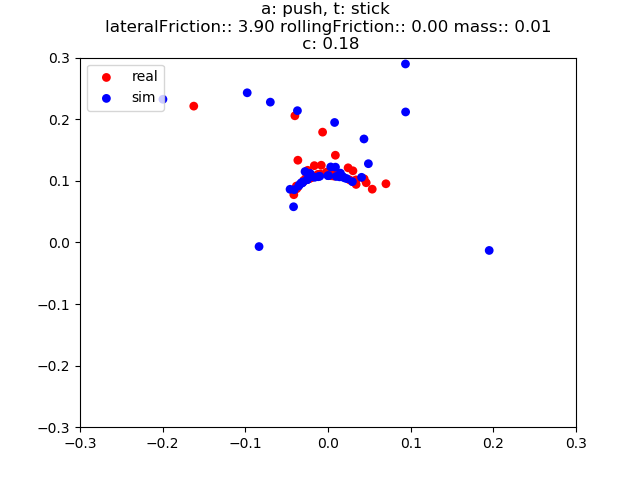 a: push, t: stick
lateralFriction:: 3.90 rollingFriction:: 0.00 mass:: 0.01
c: 0.18
real
sim
0.3
0.2
0.1
0.0
−0.1
−0.2
−0.3
−0.3
−0.2
−0.1
0.0
0.1
0.2
0.3